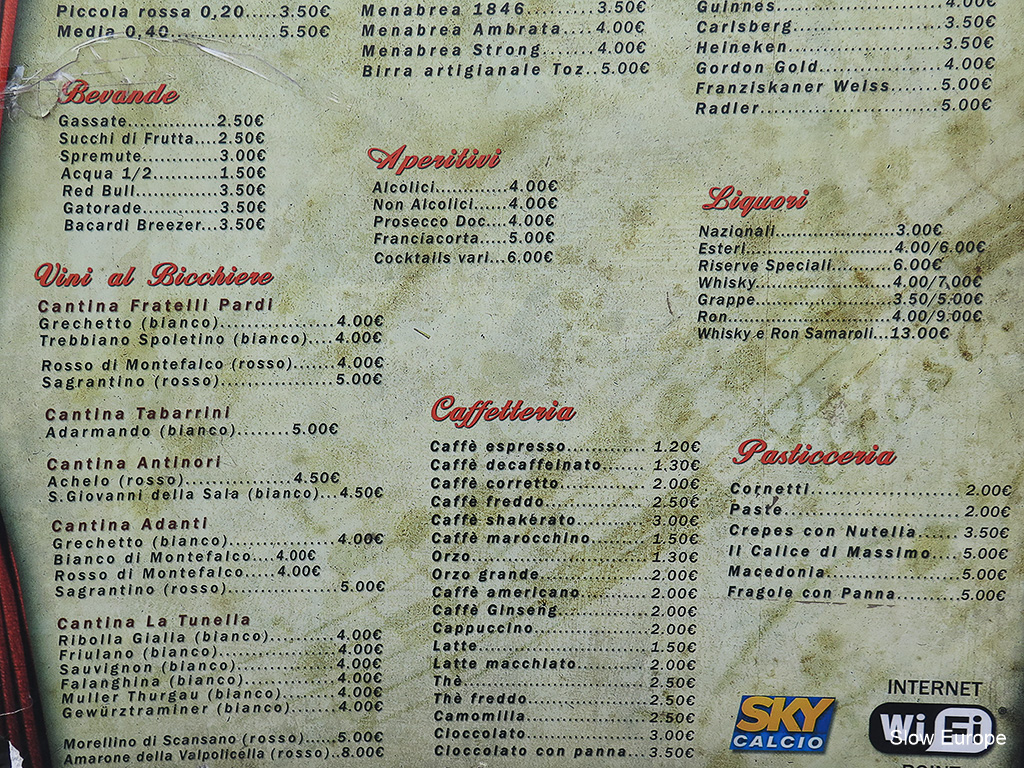 Piccola rossa 0,20.....3.50€
Media 0,40..................5.50€
Bevande
Gassate..............2.50€
Succhi di Frutta....2.50€
Spremute............3.00€
Acqua 1/2...........1.50€
Red Bull..............3.50€
Gatorade............3.50€
Bacardi Breezer...3.50€
Vini al Bicchiere
Cantina Fratelli Pardi
Grechetto (bianco)................4.00€
Trebbiano Spoletino (bianco)....4.00€
Rosso di Montefalco (rosso)......4.00€
Sagrantino (rosso)................5.00€
Cantina Tabarrini
Adarmando (bianco)........5.00€
Cantina Antinori
Achelo (rosso)................4.50€
S.Giovanni della Sala (bianco)...4.50€
Cantina Adanti
Grechetto (bianco)................4.00€
Bianco di Montefalco....4.00€
Rosso di Montefalco.....4.00€
Sagrantino (rosso)................5.00€
Cantina La Tunella
Ribolla Gialla (bianco)..........4.00€
Friulano (bianco)................4.00€
Sauvignon (bianco)..............4.00€
Falanghina (bianco).............4.00€
Muller Thurgau (bianco)........4.00€
Gewürztraminer (bianco).......4.00€
Morellino di Scansano (rosso).....5.00€
Amarone della Valpolicella (rosso)..8.00€
Menabrea 1846..........3.50€
Menabrea Ambrata....4.00€
Menabrea Strong.......4.00€
Birra artigianale Toz..5.00€
Aperitivi
Alcolici............4.00€
Non Alcolici.....4.00€
Prosecco Doc...4.00€
Franciacorta.....5.00€
Cocktails vari...6.00€
Caffetteria
Caffè espresso............ 1.20€
Caffè decaffeinato....... 1.30€
Caffè corretto............. 2.00€
Caffè freddo............... 2.50€
Caffè shakerato........... 3.00€
Caffè marocchino........ 1.50€
Orzo.......................... 1.30€
Orzo grande................ 2.00€
Caffè americano.......... 2.00€
Caffè Ginseng............. 2.00€
Cappuccino................. 2.00€
Latte.......................... 1.50€
Latte macchiato........... 2.00€
Thè............................ 2.50€
Thè freddo.................. 2.50€
Camomilla................... 2.50€
Cioccolato................... 3.00€
Cioccolato con panna... 3.50€
Guinnes....................4.00€
Carlsberg..................3.50€
Heineken...................3.50€
Gordon Gold..............4.00€
Franziskaner Weiss.....5.00€
Radler......................5.00€
Liquori
Nazionali....................3.00€
Esteri.........................4.00/6.00€
Riserve Speciali..........6.00€
Whisky.......................4.00/7.00€
Grappe.......................3.50/5.00€
Ron............................4.00/9.00€
Whisky e Ron Samaroli...13.00€
Pasticceria
Cornetti..................... 2.00€
Paste......................... 2.00€
Crepes con Nutella...... 3.50€
Il Calice di Massimo.... 5.00€
Macedonia..................5.00€
Fragole con Panna.......5.00€
SKY
CALCIO
INTERNET
Wi Fi
POINT
Slow Europe